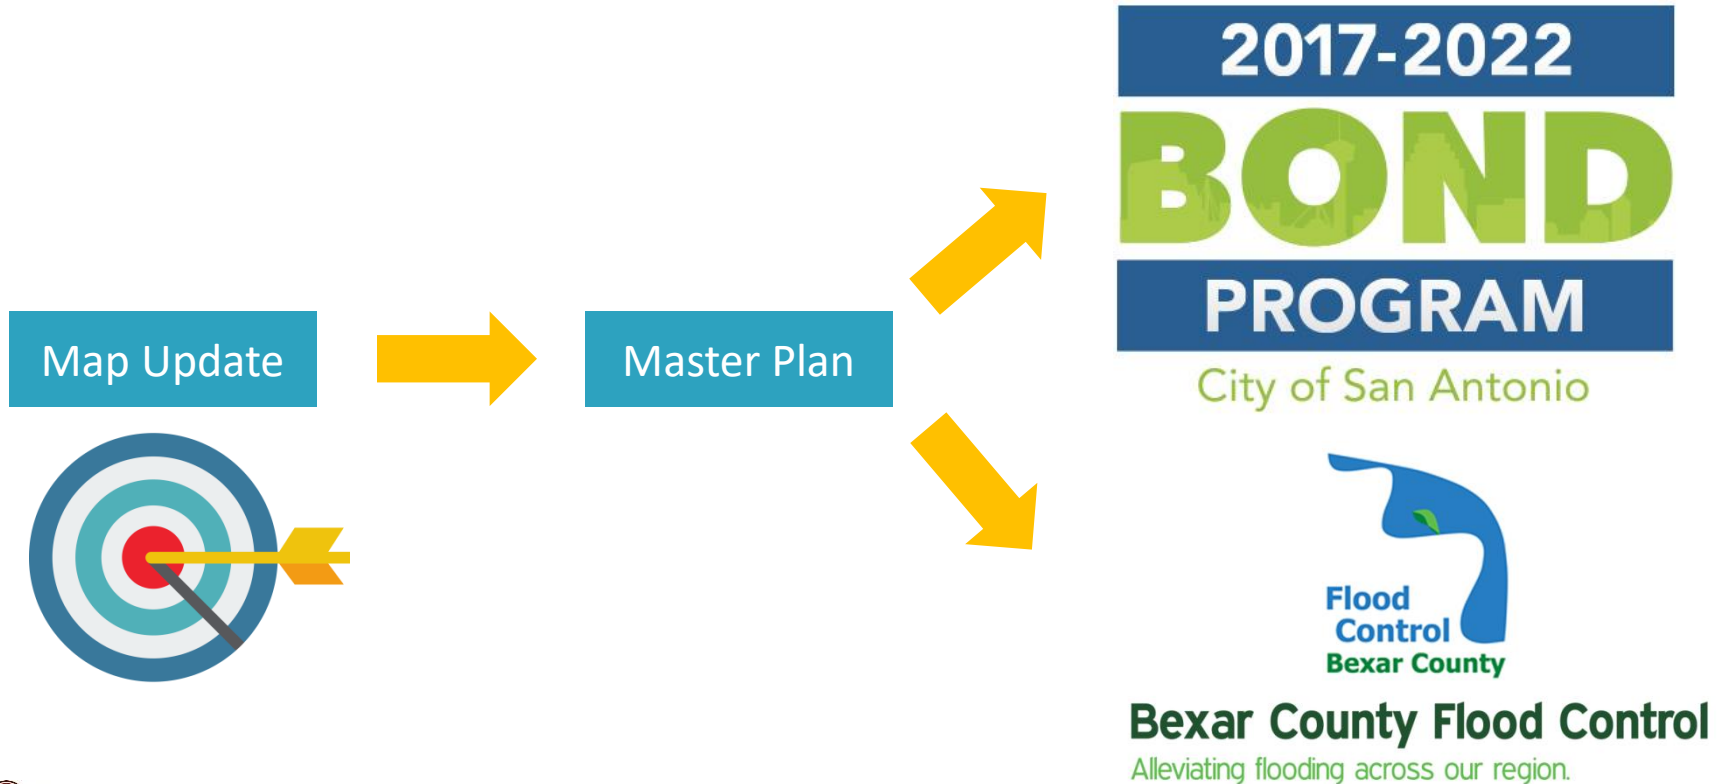 Map Update
Master Plan
2017-2022
BOND
PROGRAM
City of San Antonio
Flood
Control
Bexar County
Bexar County Flood Control
Alleviating flooding across our region.